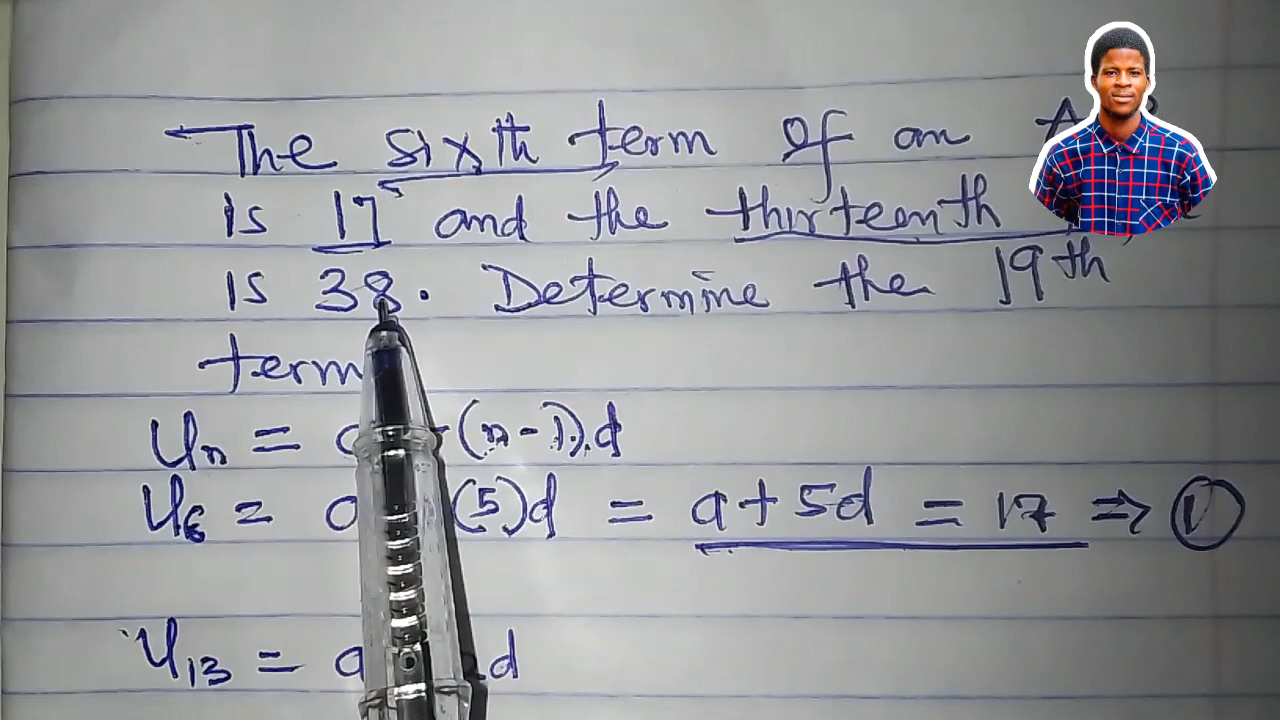 The sixth term of an
is 17 and the thirteenth
is 38. Determine the 19th
term
Un = (n-1).d
U6 = (5)d = a+5d = 17 ⇒ ①
U13 = a d